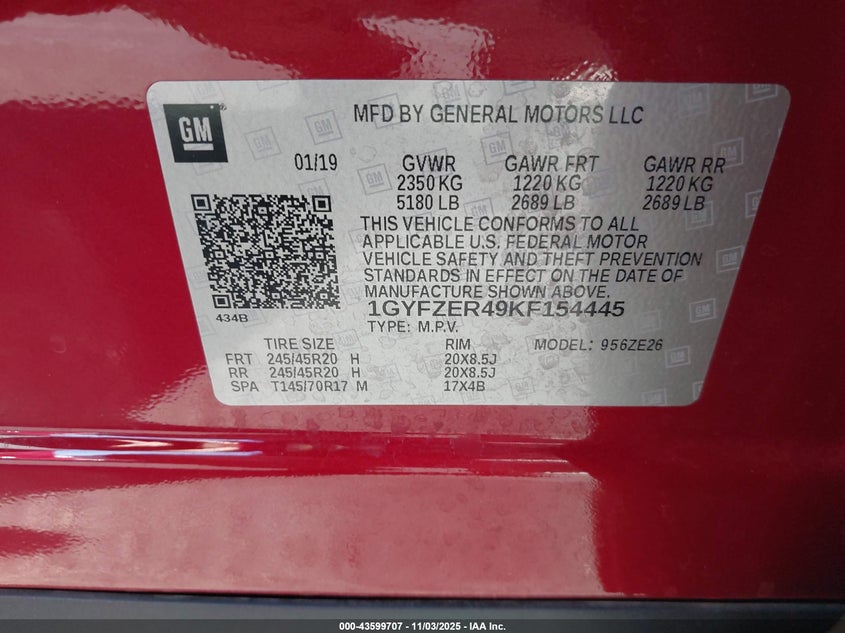 GM
MFD BY GENERAL MOTORS LLC
01/19 GVWR GAWR FRT GAWR RR
2350 KG 1220 KG 1220 KG
5180 LB 2689 LB 2689 LB
THIS VEHICLE CONFORMS TO ALL
APPLICABLE U.S. FEDERAL MOTOR
VEHICLE SAFETY AND THEFT PREVENTION
STANDARDS IN EFFECT ON THE DATE OF
MANUFACTURE SHOWN ABOVE.
434B
1GYFZER49KF154445
TYPE: M.P.V.
TIRE SIZE RIM MODEL: 956ZE26
FRT 245/45R20 H 20X8.5J
RR 245/45R20 H 20X8.5J
SPA T145/70R17 M 17X4B
000-43599707 - 11/03/2025 - IAA Inc.